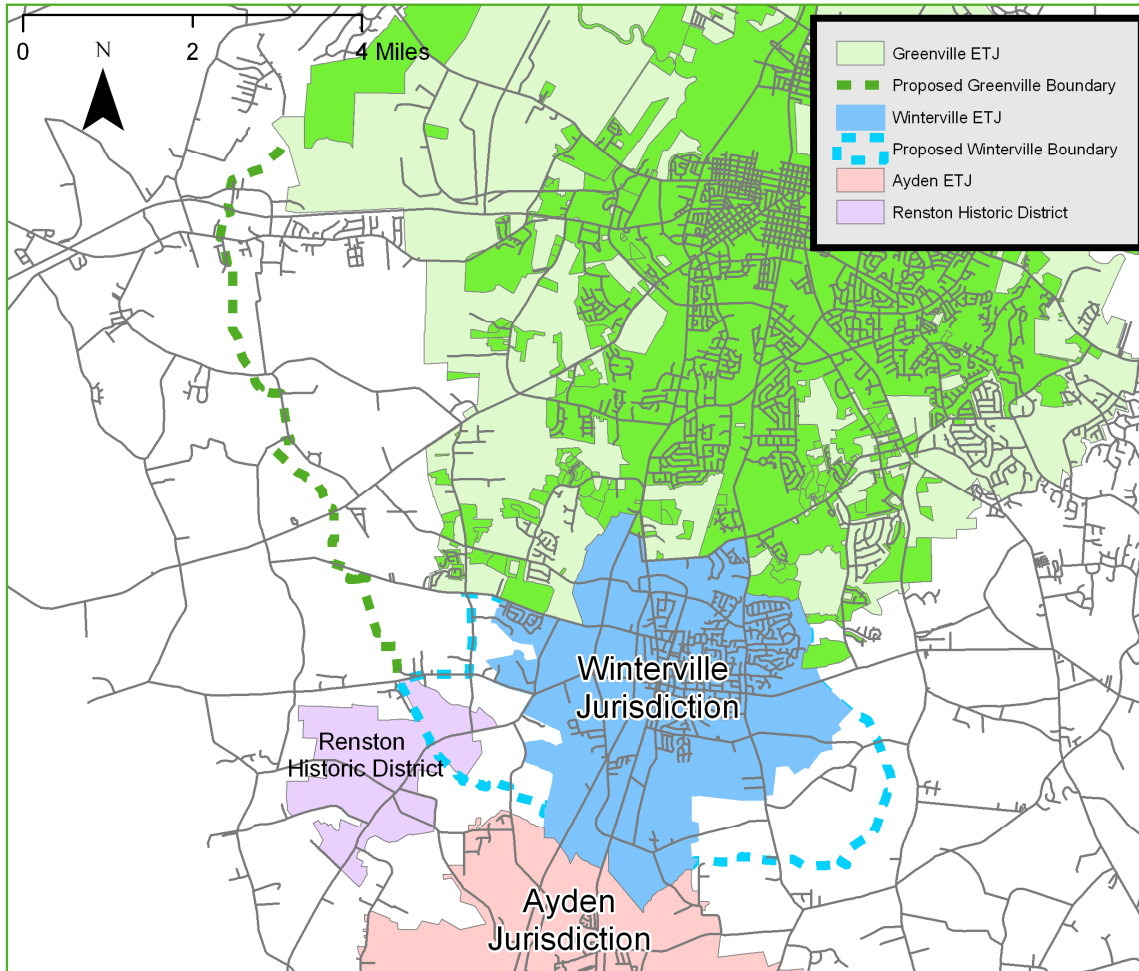 0 2 4 Miles
N
Greenville ETJ
Proposed Greenville Boundary
Winterville ETJ
Proposed Winterville Boundary
Ayden ETJ
Renston Historic District
Winterville
Jurisdiction
Renston
Historic District
Ayden
Jurisdiction